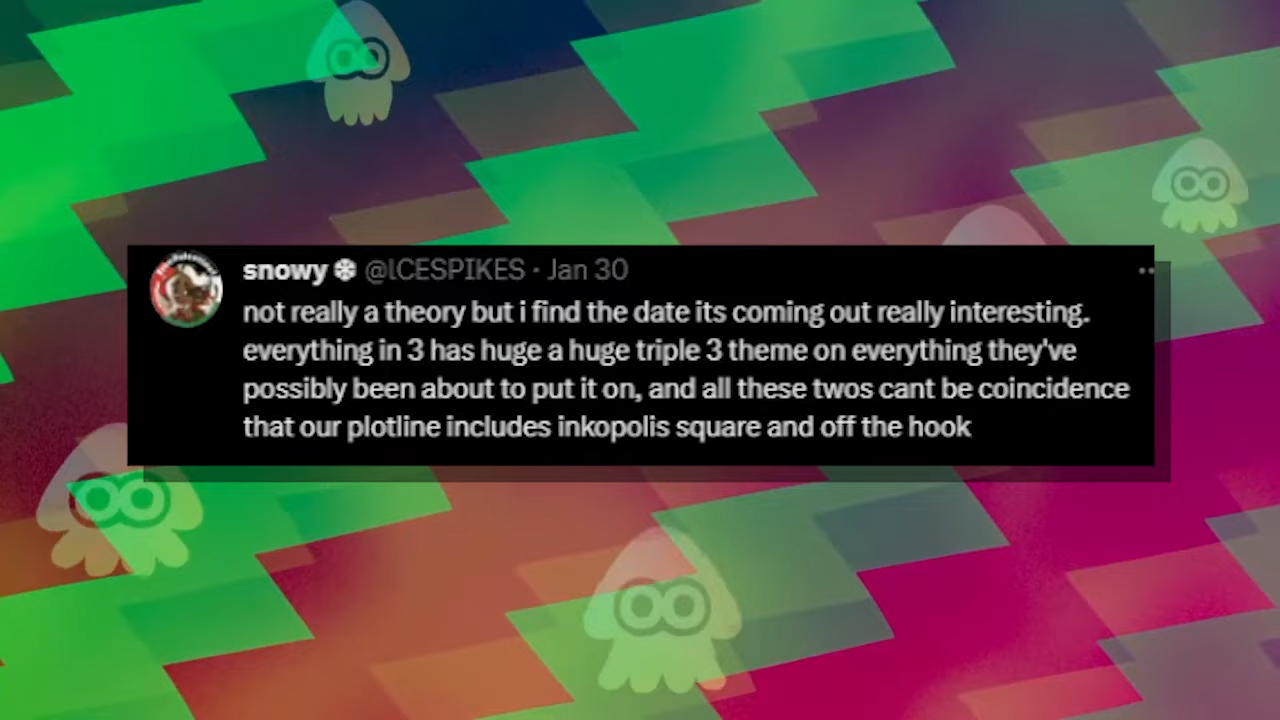 snowy ❄ @lCESPIKES · Jan 30
not really a theory but i find the date its coming out really interesting.
everything in 3 has huge a huge triple 3 theme on everything they've
possibly been about to put it on, and all these twos cant be coincidence
that our plotline includes inkopolis square and off the hook